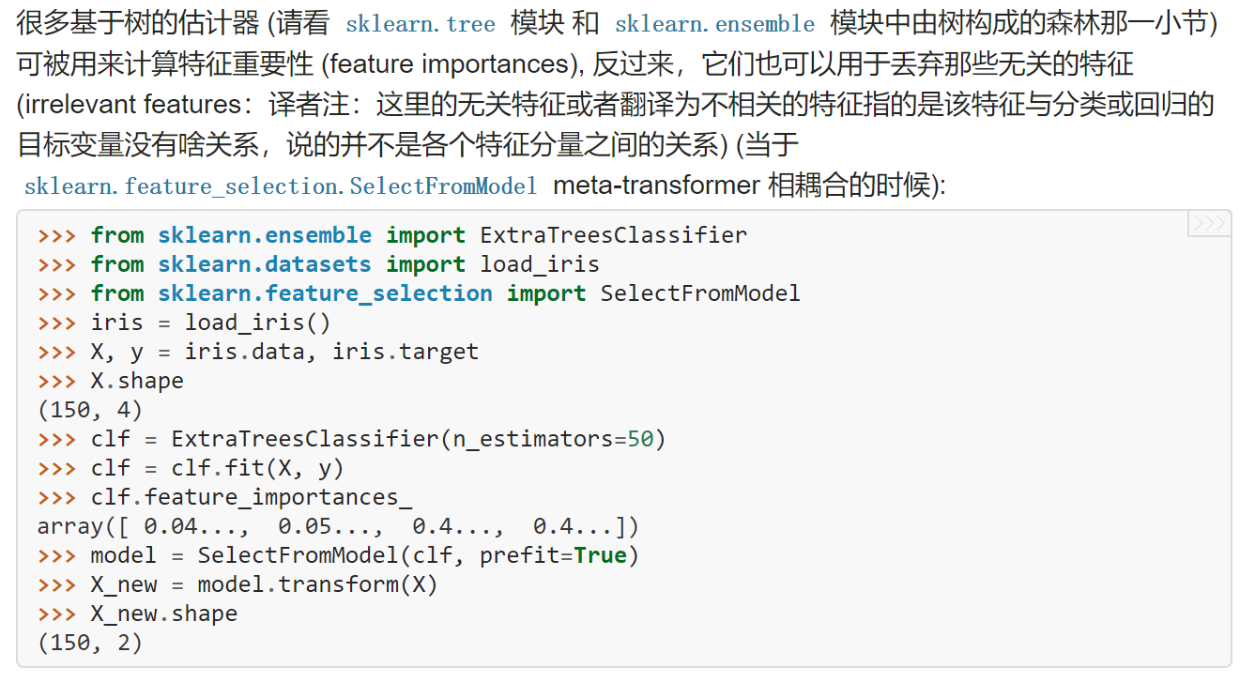 很多基于树的估计器 (请看 sklearn.tree 模块 和 sklearn.ensemble 模块中由树构成的森林那一小节)
可被用来计算特征重要性 (feature importances), 反过来，它们也可以用于丢弃那些无关的特征
(irrelevant features：译者注：这里的无关特征或者翻译为不相关的特征指的是该特征与分类或回归的
目标变量没有啥关系，说的并不是各个特征分量之间的关系) (当于
sklearn.feature_selection.SelectFromModel meta-transformer 相耦合的时候):
>>>
>>> from sklearn.ensemble import ExtraTreesClassifier
>>> from sklearn.datasets import load_iris
>>> from sklearn.feature_selection import SelectFromModel
>>> iris = load_iris()
>>> X, y = iris.data, iris.target
>>> X.shape
(150, 4)
>>> clf = ExtraTreesClassifier(n_estimators=50)
>>> clf = clf.fit(X, y)
>>> clf.feature_importances_
array([ 0.04...,  0.05...,  0.4...,  0.4...])
>>> model = SelectFromModel(clf, prefit=True)
>>> X_new = model.transform(X)
>>> X_new.shape
(150, 2)